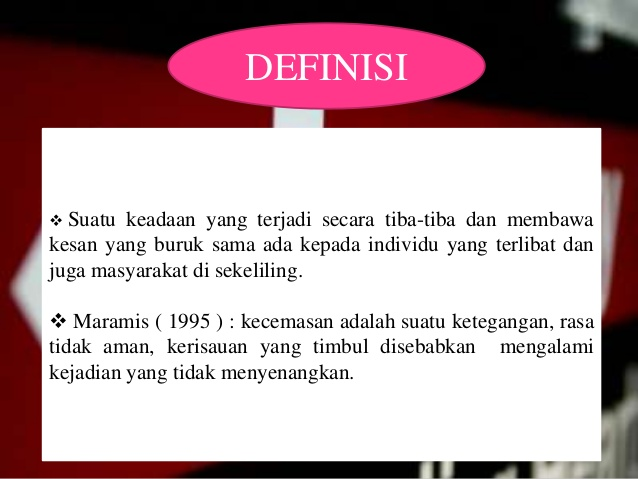 DEFINISI
❖ Suatu keadaan yang terjadi secara tiba-tiba dan membawa
kesan yang buruk sama ada kepada individu yang terlibat dan
juga masyarakat di sekeliling.
❖ Maramis ( 1995 ) : kecemasan adalah suatu ketegangan, rasa
tidak aman, kerisauan yang timbul disebabkan mengalami
kejadian yang tidak menyenangkan.